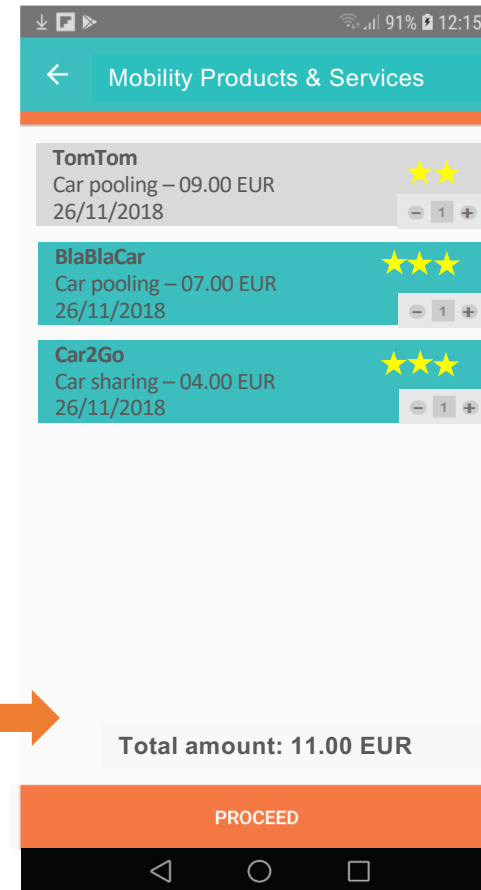 91% 12:15
Mobility Products & Services
TomTom
Car pooling – 09.00 EUR
26/11/2018
1
BlaBlaCar
Car pooling – 07.00 EUR
26/11/2018
1
Car2Go
Car sharing – 04.00 EUR
26/11/2018
1
Total amount: 11.00 EUR
PROCEED